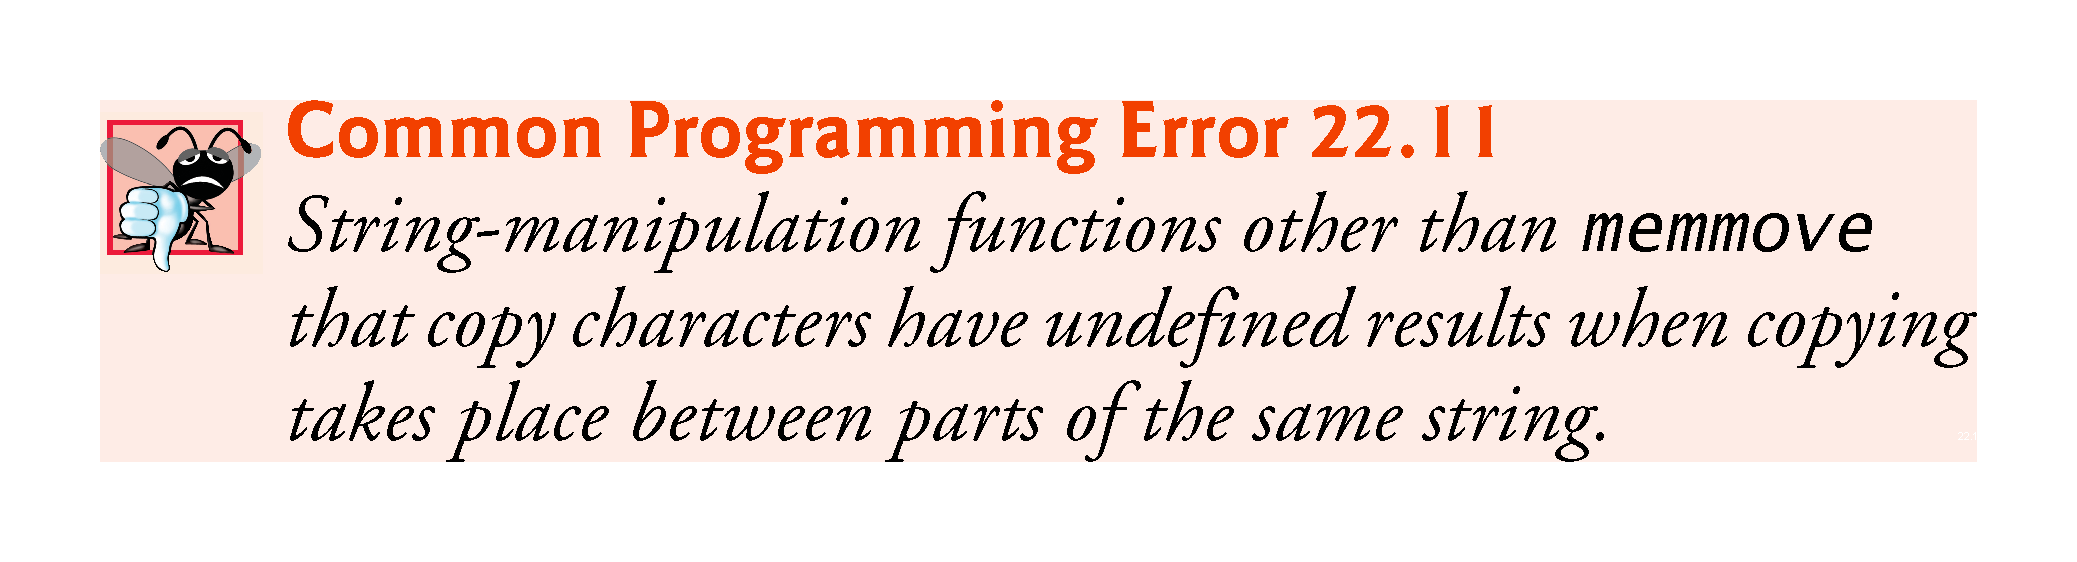 Common Programming Error 22.11
String-manipulation functions other than memmove
that copy characters have undefined results when copying
takes place between parts of the same string.